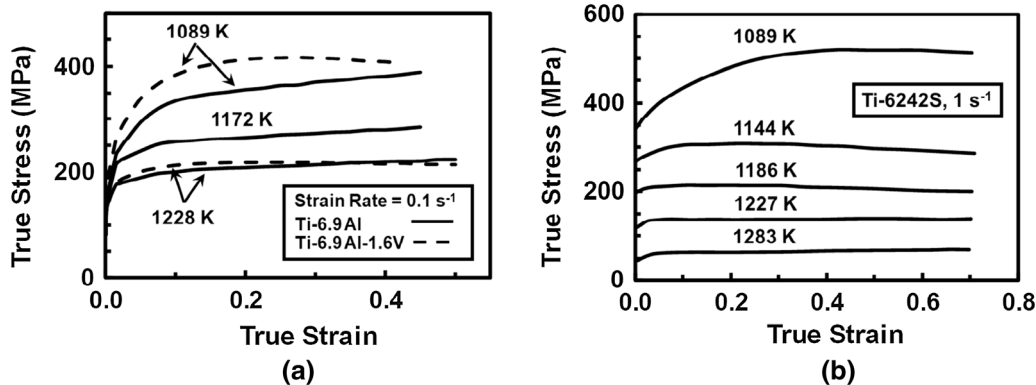 True Stress (MPa)
400
200
0
1089 K
1172 K
1228 K
Strain Rate = 0.1 s-1
Ti-6.9Al
Ti-6.9Al-1.6V
0.0
0.2
0.4
True Strain
(a)
True Stress (MPa)
600
400
200
0
1089 K
Ti-6242S, 1 s-1
1144 K
1186 K
1227 K
1283 K
0.0
0.2
0.4
0.6
0.8
True Strain
(b)